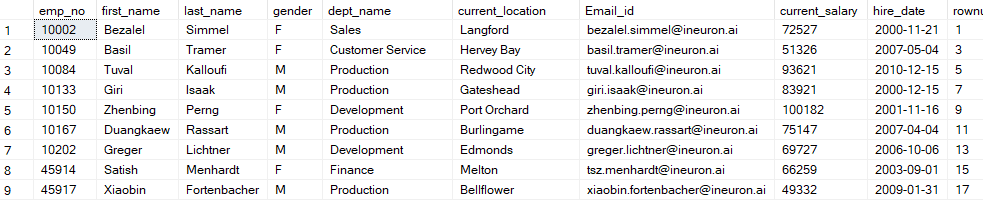 emp_no first_name last_name gender dept_name current_location Email_id current_salary hire_date rownu
1 10002 Bezalel Simmel F Sales Langford bezalel.simmel@ineuron.ai 72527 2000-11-21 1
2 10049 Basil Tramer F Customer Service Hervey Bay basil.tramer@ineuron.ai 51326 2007-05-04 3
3 10084 Tuval Kalloufi M Production Redwood City tuval.kalloufi@ineuron.ai 93621 2010-12-15 5
4 10133 Giri Isaak M Production Gateshead giri.isaak@ineuron.ai 83921 2000-12-15 7
5 10150 Zhenbing Perng F Development Port Orchard zhenbing.perng@ineuron.ai 100182 2001-11-16 9
6 10167 Duangkaew Rassart M Production Burlingame duangkaew.rassart@ineuron.ai 75147 2007-04-04 11
7 10202 Greger Lichtner M Development Edmonds greger.lichtner@ineuron.ai 69727 2006-10-06 13
8 45914 Satish Menhardt F Finance Melton tsz.menhardt@ineuron.ai 66259 2003-09-01 15
9 45917 Xiaobin Fortenbacher M Production Bellflower xiaobin.fortenbacher@ineuron.ai 49332 2009-01-31 17